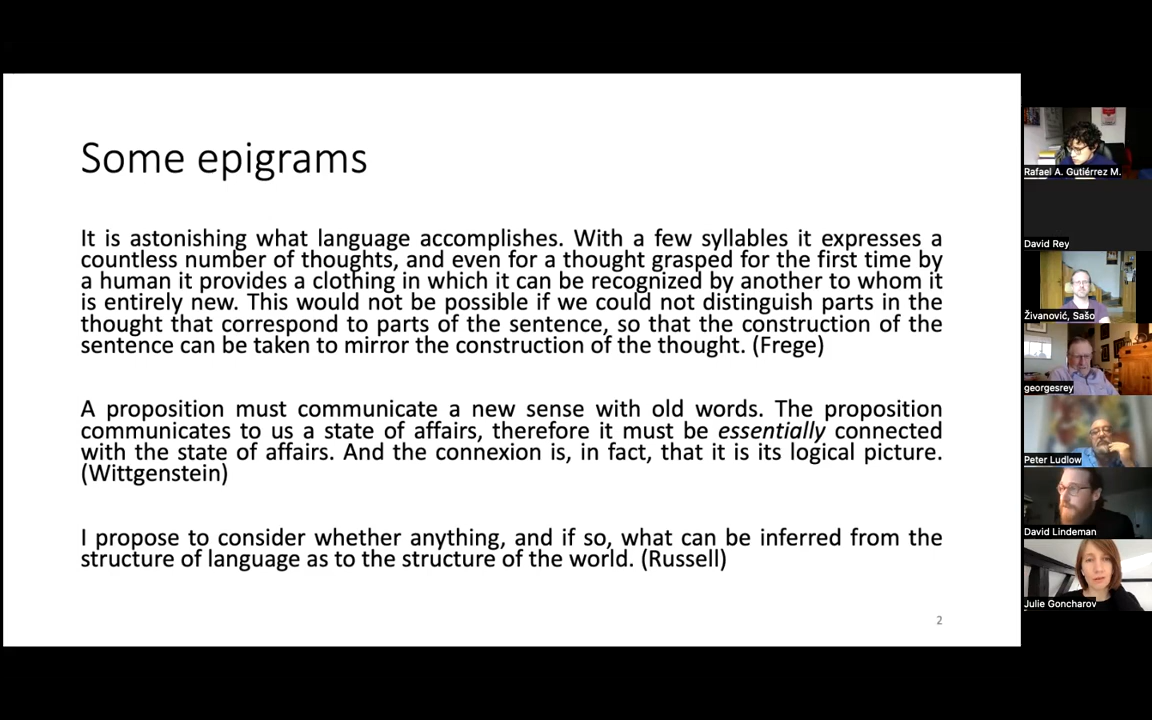 Some epigrams
It is astonishing what language accomplishes. With a few syllables it expresses a
countless number of thoughts, and even for a thought grasped for the first time by
a human it provides a clothing in which it can be recognized by another to whom it
is entirely new. This would not be possible if we could not distinguish parts in the
thought that correspond to parts of the sentence, so that the construction of the
sentence can be taken to mirror the construction of the thought. (Frege)
A proposition must communicate a new sense with old words. The proposition
communicates to us a state of affairs, therefore it must be essentially connected
with the state of affairs. And the connexion is, in fact, that it is its logical picture.
(Wittgenstein)
I propose to consider whether anything, and if so, what can be inferred from the
structure of language as to the structure of the world. (Russell)
2
Rafael A. Gutiérrez M.
David Rey
Živanović, Sašo
georgesrey
Peter Ludlow
David Lindeman
Julie Goncharov